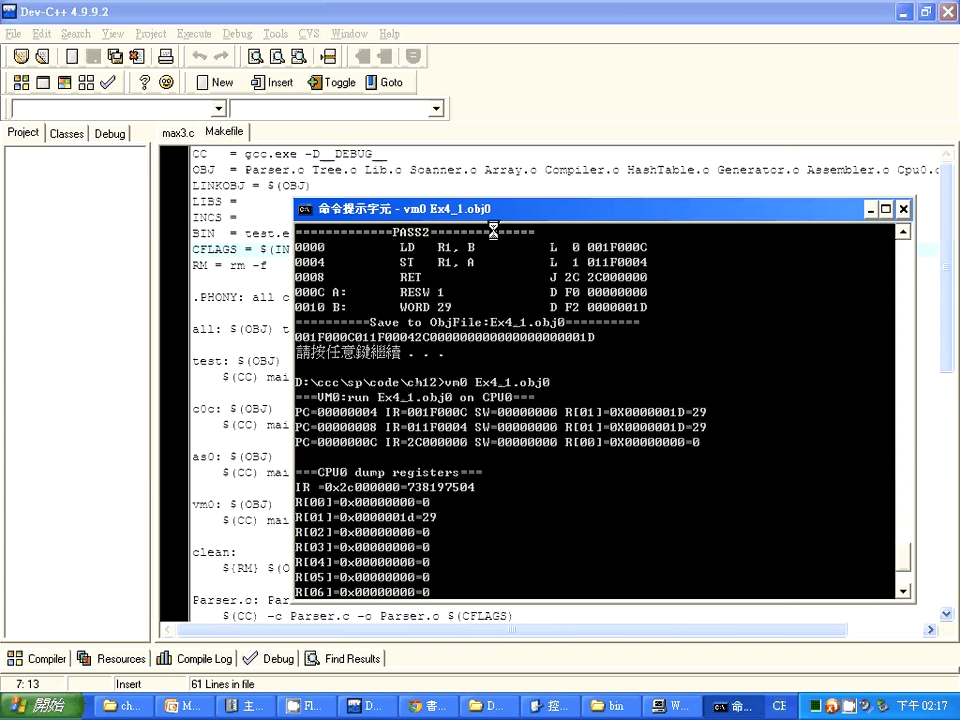 Dev-C++ 4.9.9.2
File Edit Search View Project Execute Debug Tools CVS Window Help
New Insert Toggle Goto
Project Classes Debug
max3.c Makefile
CC = gcc.exe -D__DEBUG__
OBJ = Parser.o Tree.o Lib.o Scanner.o Array.o Compiler.o HashTable.o Generator.o Assembler.o Cpu0.o
LINKOBJ = $(OBJ)
LIBS =
INCS =
BIN = test.e
CFLAGS = $(IN
RM = rm -f
.PHONY: all c
all: $(OBJ) t
test: $(OBJ)
$(CC) mai
c0c: $(OBJ)
$(CC) mai
as0: $(OBJ)
$(CC) mai
vm0: $(OBJ)
$(CC) mai
clean:
${RM} $(O
Parser.o: Par
$(CC) -c Parser.c -o Parser.o $(CFLAGS)
命令提示字元 - vm0 Ex4_1.obj0
=============PASS2==============
0000 LD R1, B L 0 001F000C
0004 ST R1, A L 1 011F0004
0008 RET J 2C 2C000000
000C A: RESW 1 D F0 00000000
0010 B: WORD 29 D F2 0000001D
==========Save to ObjFile:Ex4_1.obj0==========
001F000C011F00042C000000000000000000001D
請按任意鍵繼續 . . .
D:\ccc\sp\code\ch12>vm0 Ex4_1.obj0
===VM0:run Ex4_1.obj0 on CPU0===
PC=00000004 IR=001F000C SW=00000000 R[01]=0X0000001D=29
PC=00000008 IR=011F0004 SW=00000000 R[01]=0X0000001D=29
PC=0000000C IR=2C000000 SW=00000000 R[00]=0X00000000=0
===CPU0 dump registers===
IR =0x2c000000=738197504
R[00]=0x00000000=0
R[01]=0x0000001d=29
R[02]=0x00000000=0
R[03]=0x00000000=0
R[04]=0x00000000=0
R[05]=0x00000000=0
R[06]=0x00000000=0
Compiler Resources Compile Log Debug Find Results
7: 13 Insert 61 Lines in file
開始 ch... M... 主... Fl... D... 書... D... 控... bin W... 命... CE 下午 02:17